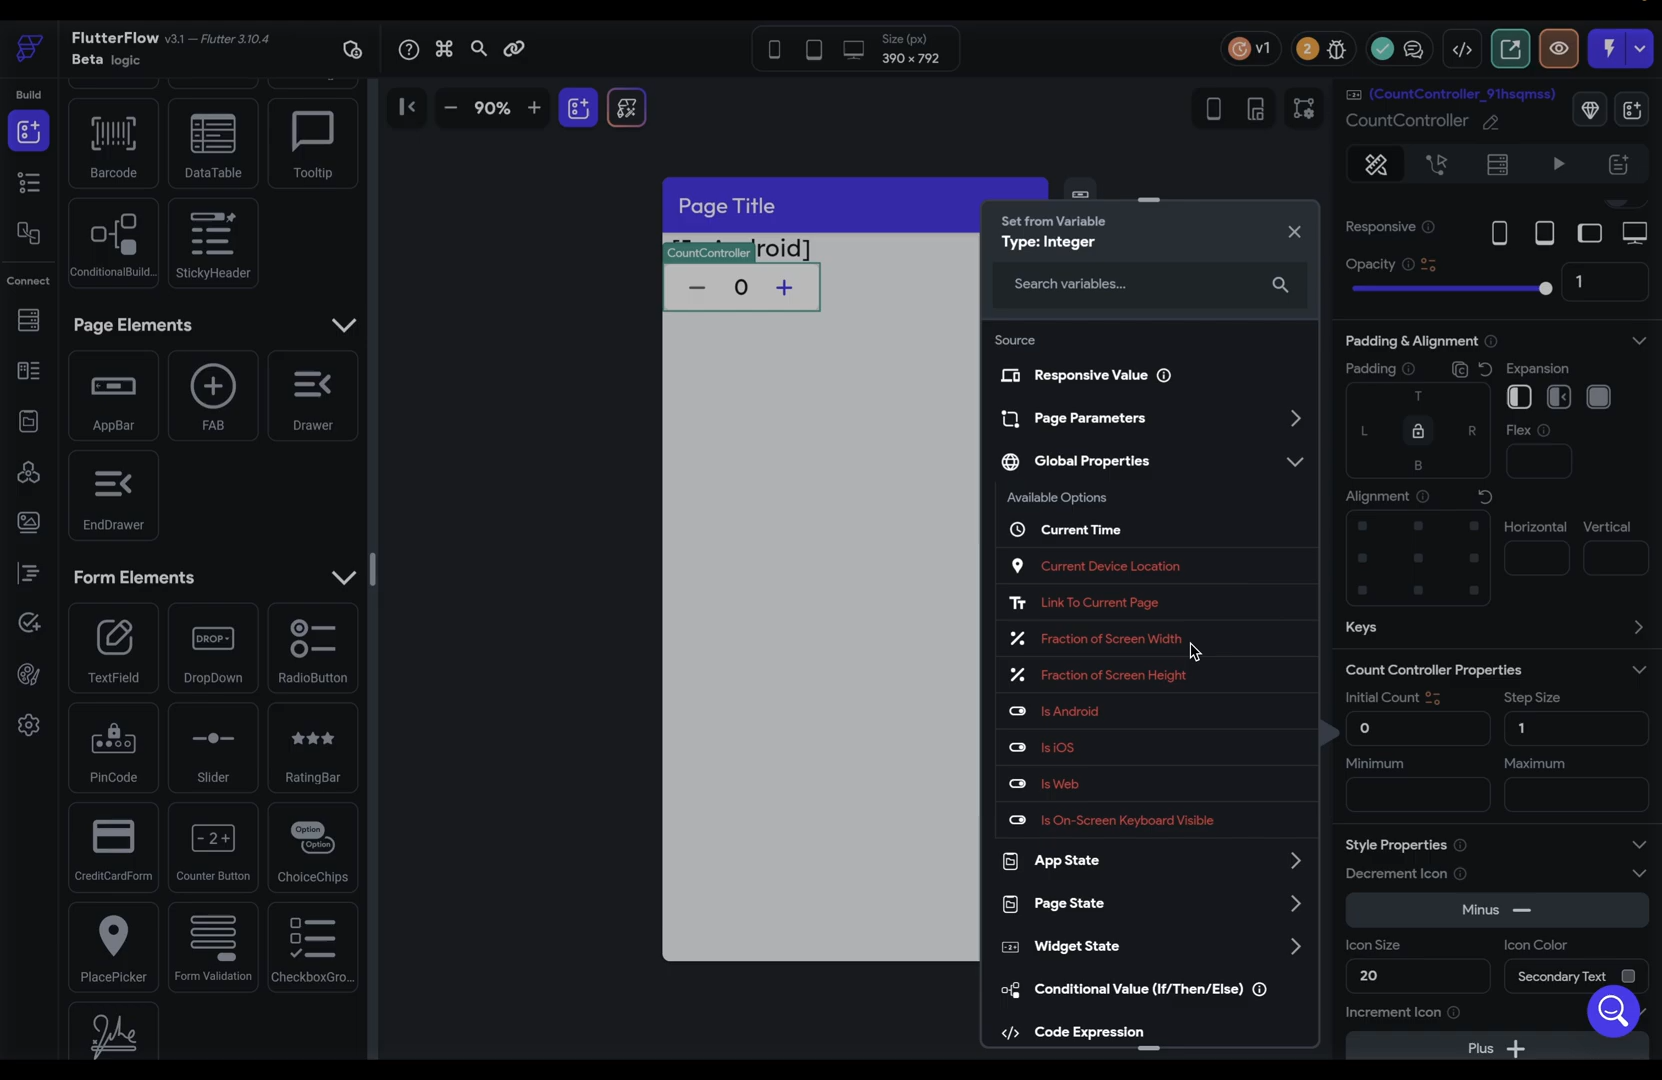 FlutterFlow v3.1 – Flutter 3.10.4
Beta logic
Size (px)
390 × 792
v1
2
Build
Connect
Barcode
DataTable
Tooltip
ConditionalBuild...
StickyHeader
Page Elements
AppBar
FAB
Drawer
EndDrawer
Form Elements
TextField
DROP
DropDown
RadioButton
PinCode
Slider
RatingBar
CreditCardForm
- 2 +
Counter Button
Option
Option
ChoiceChips
PlacePicker
Form Validation
CheckboxGro...
90%
Page Title
roid]
CountController
0
Set from Variable
Type: Integer
Search variables...
Source
Responsive Value
Page Parameters
Global Properties
Available Options
Current Time
Current Device Location
Link To Current Page
Fraction of Screen Width
Fraction of Screen Height
Is Android
Is iOS
Is Web
Is On-Screen Keyboard Visible
App State
Page State
Widget State
Conditional Value (If/Then/Else)
Code Expression
(CountController_91hsqmss)
CountController
Responsive
Opacity
1
Padding & Alignment
Padding
Expansion
T
L
R
B
Flex
Alignment
Horizontal
Vertical
Keys
Count Controller Properties
Initial Count
Step Size
0
1
Minimum
Maximum
Style Properties
Decrement Icon
Minus
Icon Size
Icon Color
20
Secondary Text
Increment Icon
Plus